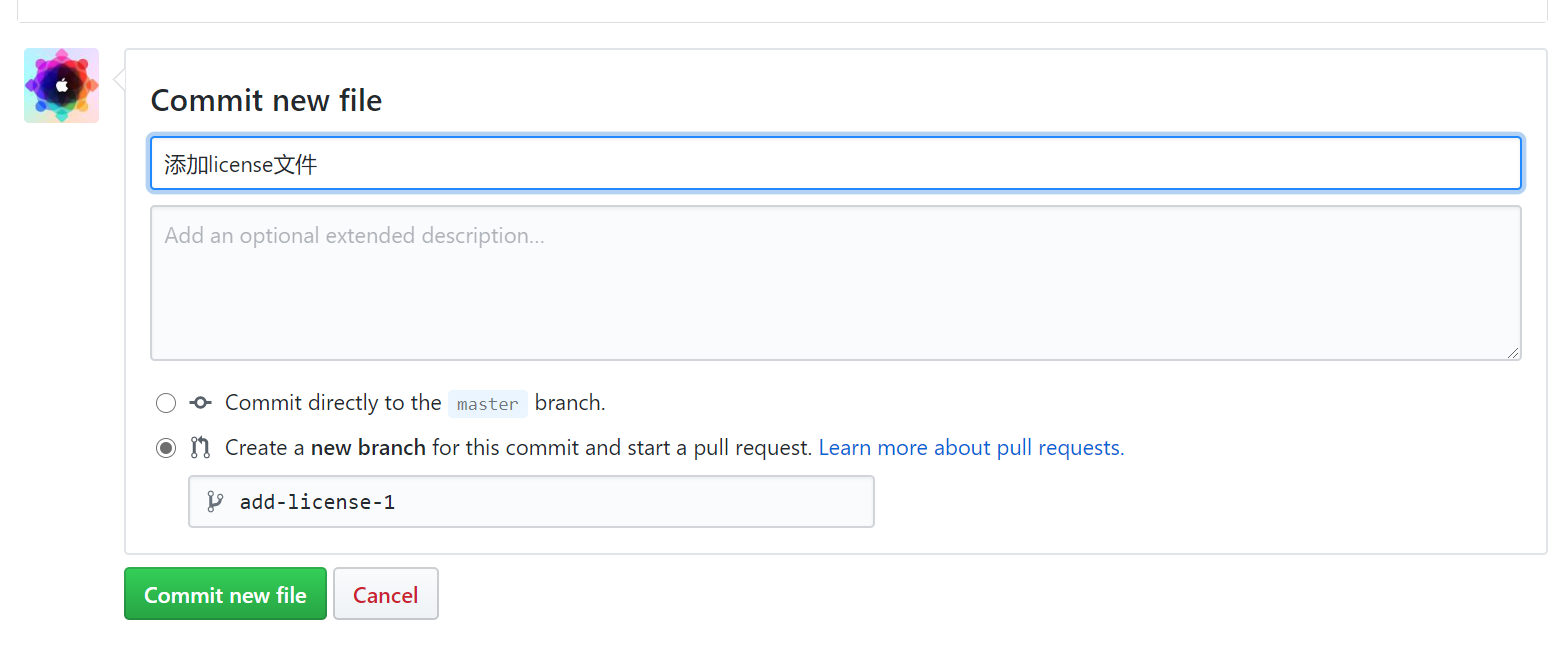 Commit new file
添加license文件
Add an optional extended description...
Commit directly to the master branch.
Create a new branch for this commit and start a pull request. Learn more about pull requests.
add-license-1
Commit new file
Cancel